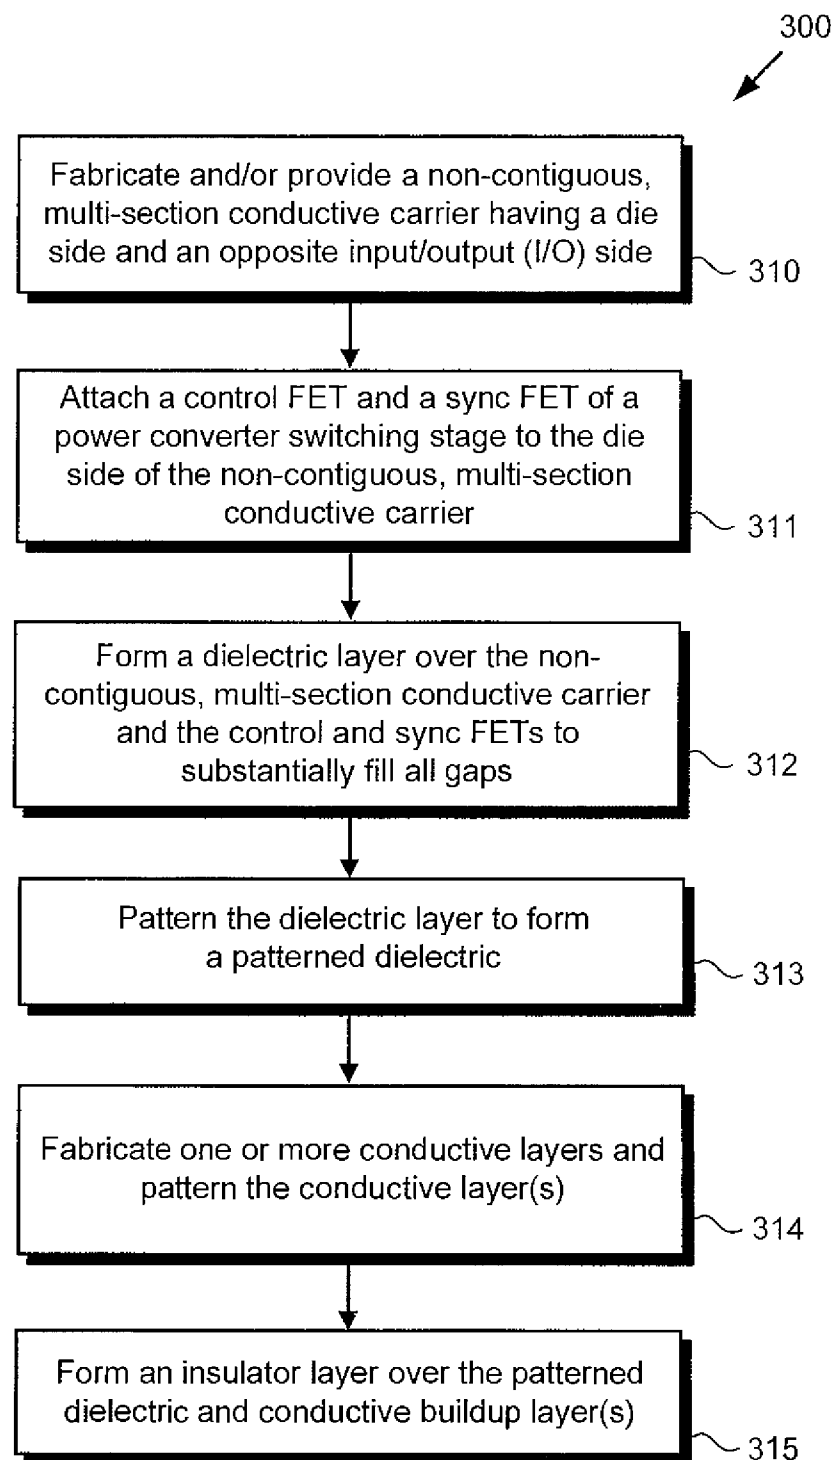 300
Fabricate and/or provide a non-contiguous,
multi-section conductive carrier having a die
side and an opposite input/output (I/O) side
310
Attach a control FET and a sync FET of a
power converter switching stage to the die
side of the non-contiguous, multi-section
conductive carrier
311
Form a dielectric layer over the non-
contiguous, multi-section conductive carrier
and the control and sync FETs to
substantially fill all gaps
312
Pattern the dielectric layer to form
a patterned dielectric
313
Fabricate one or more conductive layers and
pattern the conductive layer(s)
314
Form an insulator layer over the patterned
dielectric and conductive buildup layer(s)
315